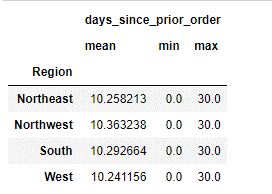 days_since_prior_order
mean min max
Region
Northeast 10.258213 0.0 30.0
Northwest 10.363238 0.0 30.0
South 10.292664 0.0 30.0
West 10.241156 0.0 30.0